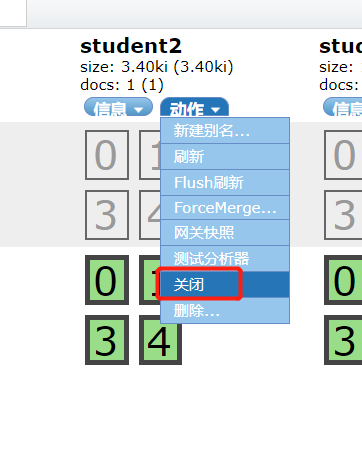 student2
stud
size: 3.40ki (3.40ki)
size:
docs: 1 (1)
docs:
信息 动作
信息
新建别名...
刷新
Flush刷新
ForceMerge...
网关快照
测试分析器
关闭
删除...
0 1
0
3 4
3
0 1
0
3 4
3